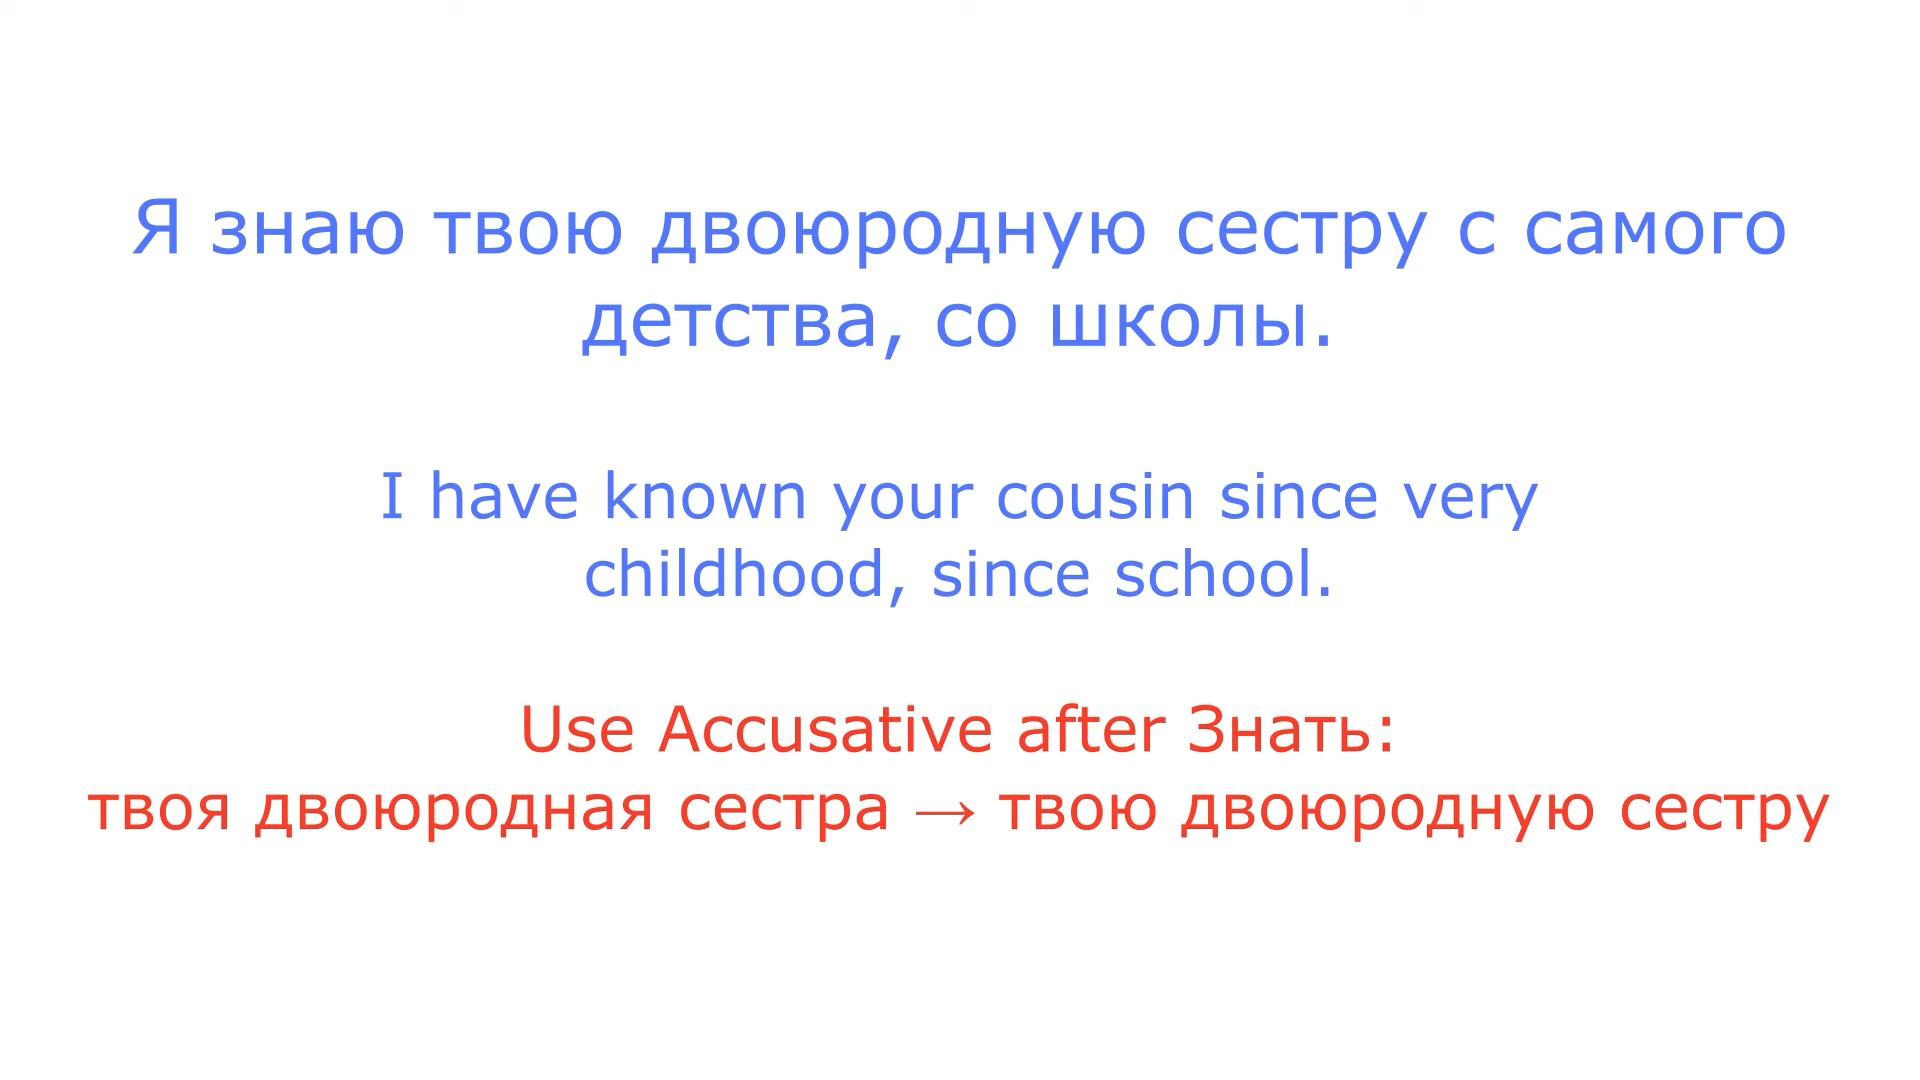 Я знаю твою двоюродную сестру с самого
детства, со школы.
I have known your cousin since very
childhood, since school.
Use Accusative after Знать:
твоя двоюродная сестра → твою двоюродную сестру